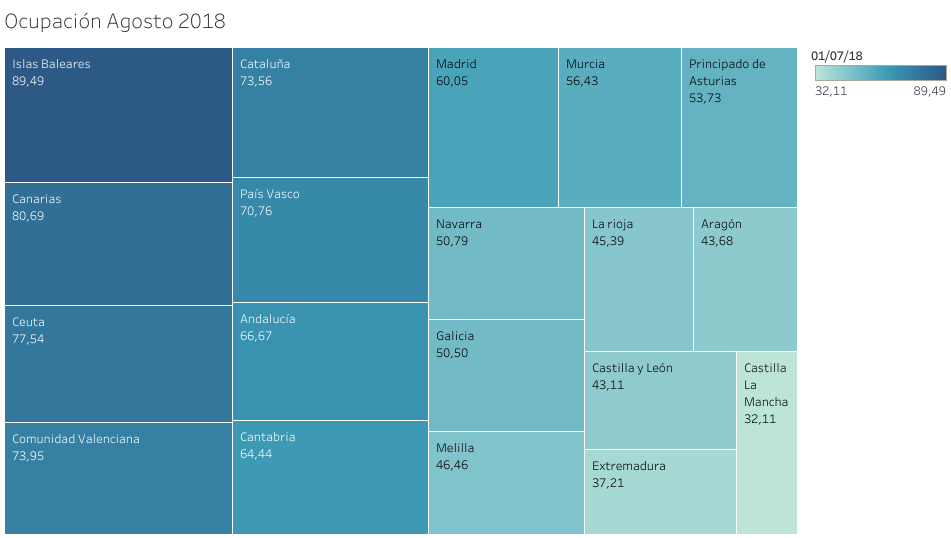 Ocupación Agosto 2018
Islas Baleares
89,49
Canarias
80,69
Ceuta
77,54
Comunidad Valenciana
73,95
Cataluña
73,56
País Vasco
70,76
Andalucía
66,67
Cantabria
64,44
Madrid
60,05
Murcia
56,43
Principado de
Asturias
53,73
Navarra
50,79
Galicia
50,50
Melilla
46,46
La rioja
45,39
Aragón
43,68
Castilla y León
43,11
Extremadura
37,21
Castilla
La
Mancha
32,11
01/07/18
32,11 89,49